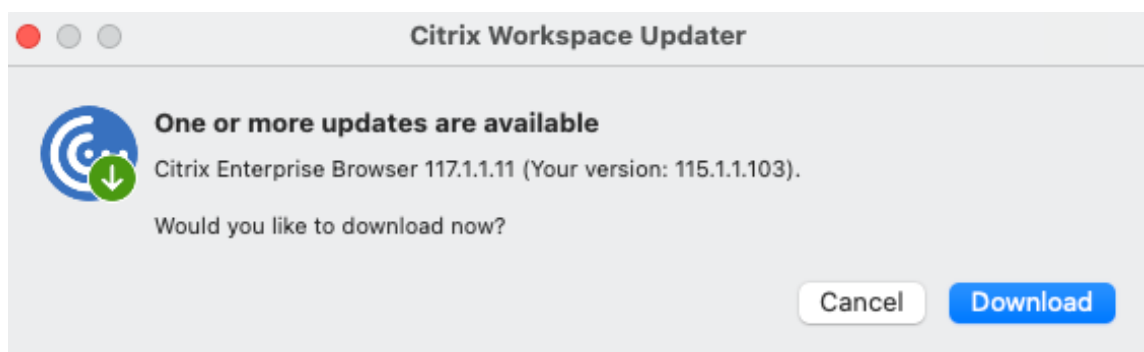 Citrix Workspace Updater
One or more updates are available
Citrix Enterprise Browser 117.1.1.11 (Your version: 115.1.1.103).
Would you like to download now?
Cancel
Download